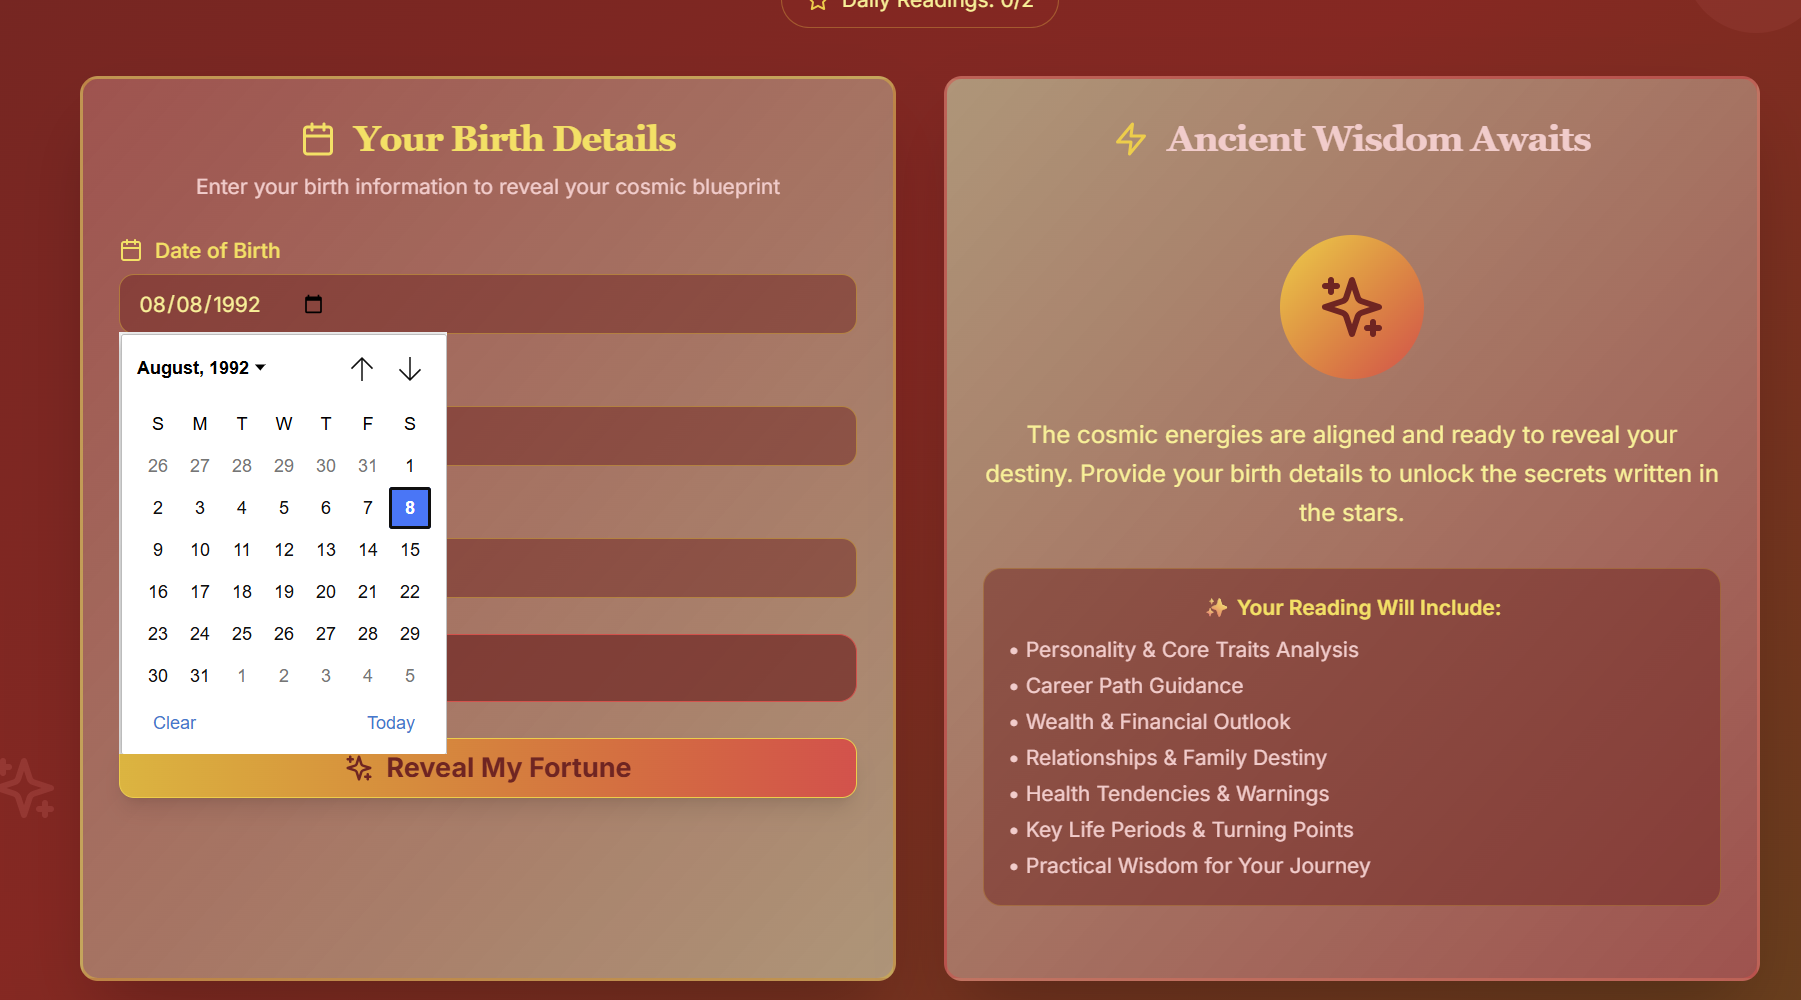 Daily Readings: 0/2
Your Birth Details
Enter your birth information to reveal your cosmic blueprint
Date of Birth
08/08/1992
August, 1992
S M T W T F S
26 27 28 29 30 31 1
2 3 4 5 6 7 8
9 10 11 12 13 14 15
16 17 18 19 20 21 22
23 24 25 26 27 28 29
30 31 1 2 3 4 5
Clear Today
Reveal My Fortune
Ancient Wisdom Awaits
The cosmic energies are aligned and ready to reveal your
destiny. Provide your birth details to unlock the secrets written in
the stars.
✨ Your Reading Will Include:
• Personality & Core Traits Analysis
• Career Path Guidance
• Wealth & Financial Outlook
• Relationships & Family Destiny
• Health Tendencies & Warnings
• Key Life Periods & Turning Points
• Practical Wisdom for Your Journey